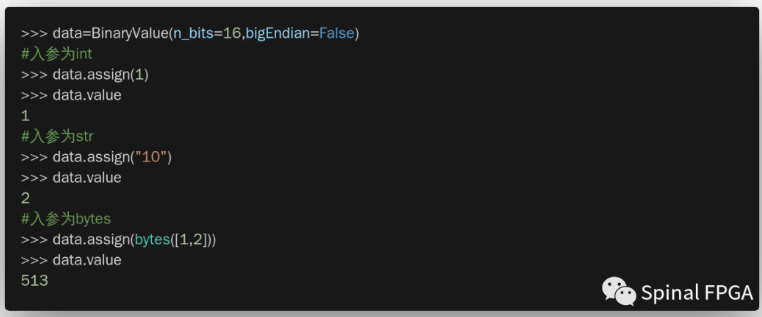 >>> data=BinaryValue(n_bits=16,bigEndian=False)
#入参为int
>>> data.assign(1)
>>> data.value
1
#入参为str
>>> data.assign("10")
>>> data.value
2
#入参为bytes
>>> data.assign(bytes([1,2]))
>>> data.value
513
Spinal FPGA